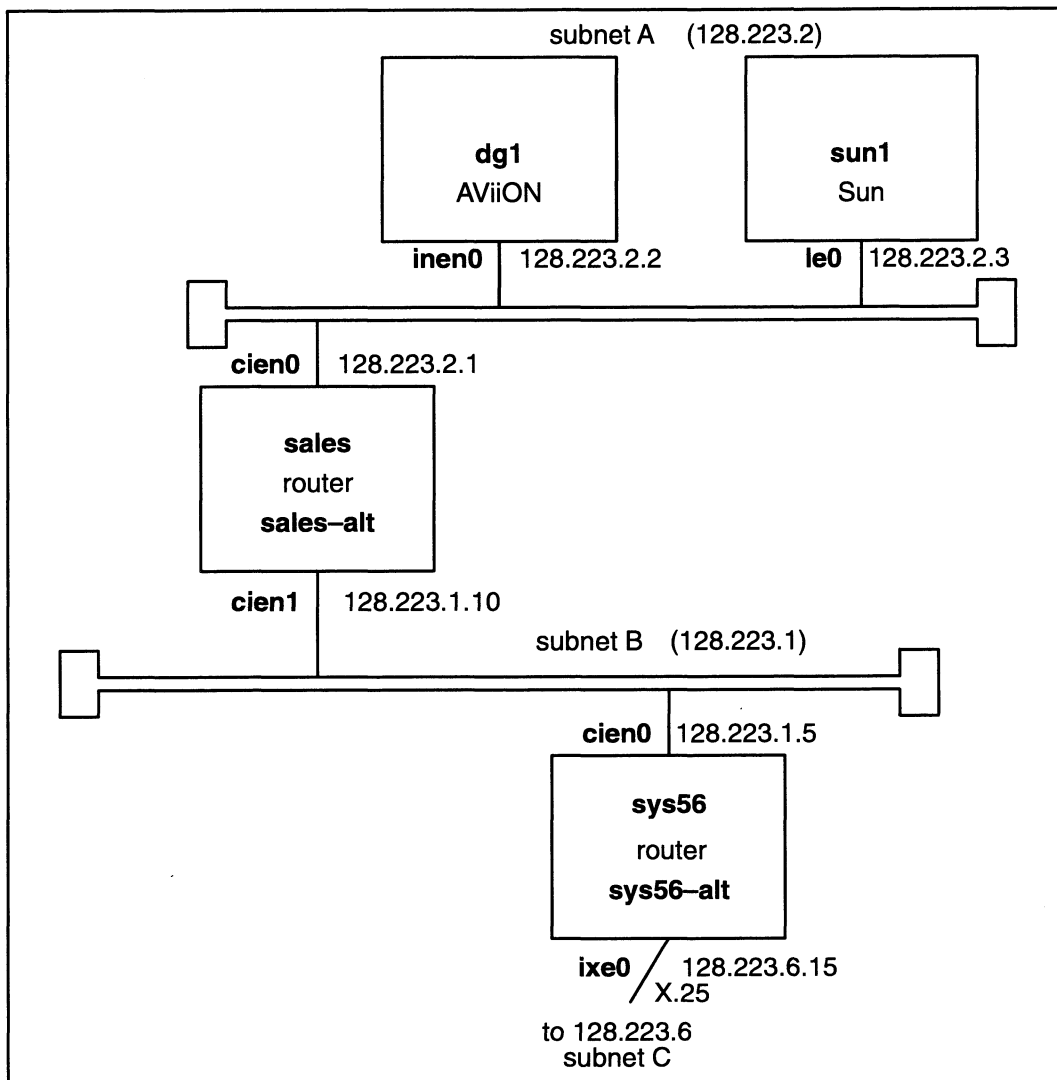 subnet A (128.223.2)
dg1
AViiON
sun1
Sun
inen0 128.223.2.2
le0 128.223.2.3
cien0 128.223.2.1
sales
router
sales–alt
cien1 128.223.1.10
subnet B (128.223.1)
cien0 128.223.1.5
sys56
router
sys56–alt
ixe0 128.223.6.15
X.25
to 128.223.6
subnet C